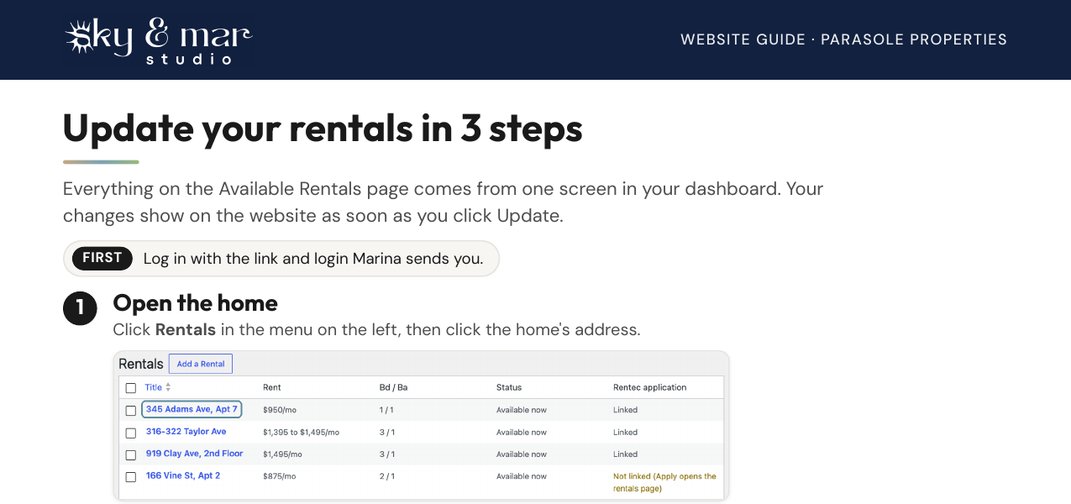 sky & mar
studio
WEBSITE GUIDE · PARASOLE PROPERTIES
Update your rentals in 3 steps
Everything on the Available Rentals page comes from one screen in your dashboard. Your
changes show on the website as soon as you click Update.
FIRST Log in with the link and login Marina sends you.
1 Open the home
Click Rentals in the menu on the left, then click the home's address.
Rentals Add a Rental
Title Rent Bd / Ba Status Rentec application
345 Adams Ave, Apt 7 $950/mo 1 / 1 Available now Linked
316-322 Taylor Ave $1,395 to $1,495/mo 3 / 1 Available now Linked
919 Clay Ave, 2nd Floor $1,495/mo 3 / 1 Available now Linked
166 Vine St, Apt 2 $875/mo 2 / 1 Available now Not linked (Apply opens the
rentals page)